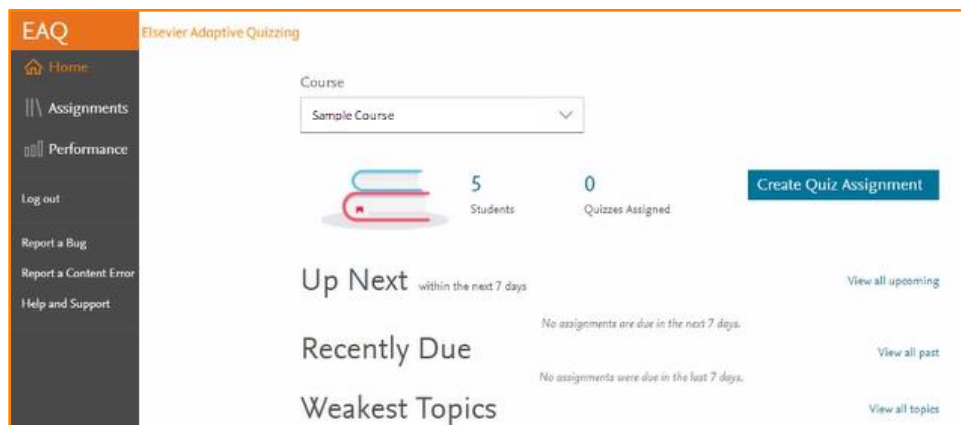 EAQ
Elsevier Adaptive Quizzing
Home
Assignments
Performance
Log out
Report a Bug
Report a Content Error
Help and Support
Course
Sample Course
5
Students
0
Quizzes Assigned
Create Quiz Assignment
Up Next within the next 7 days
View all upcoming
No assignments are due in the next 7 days.
Recently Due
View all past
No assignments were due in the last 7 days.
Weakest Topics
View all topics